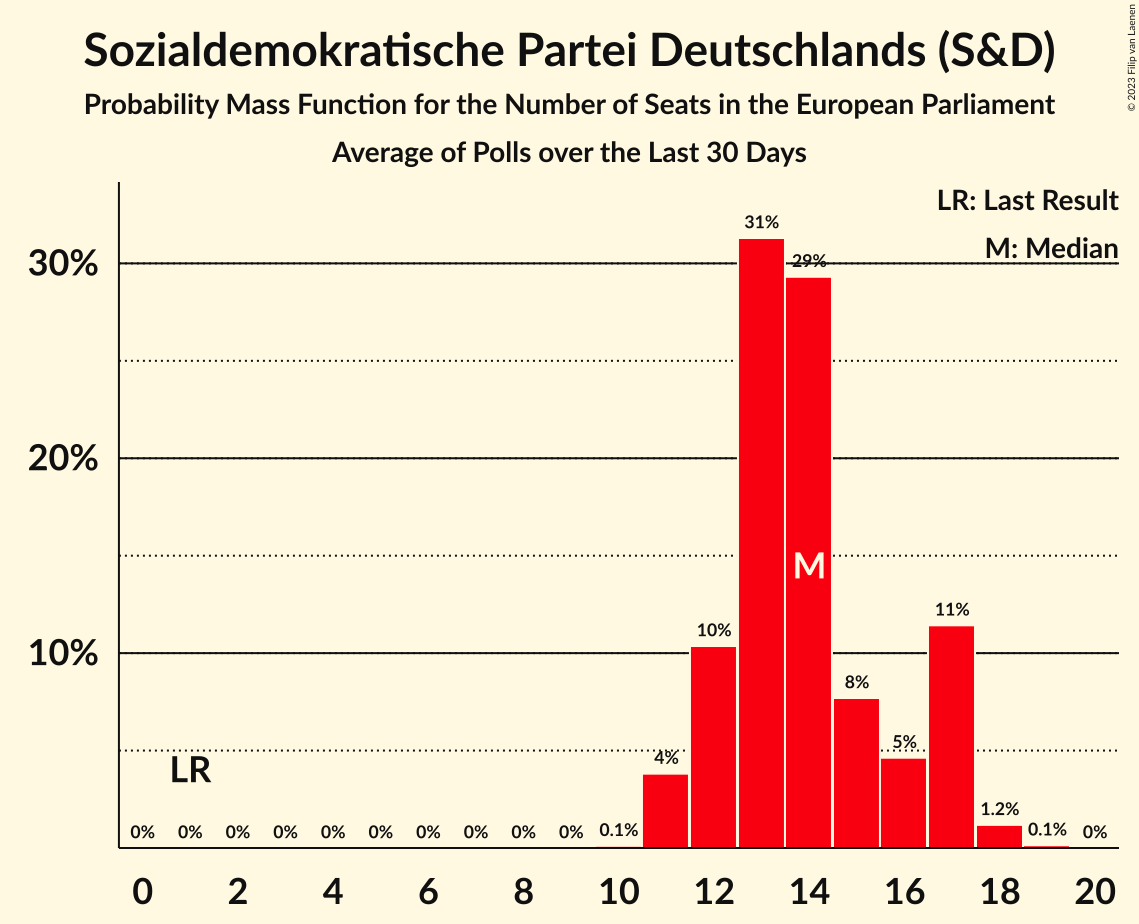 Sozialdemokratische Partei Deutschlands (S&D)
Probability Mass Function for the Number of Seats in the European Parliament
Average of Polls over the Last 30 Days
© 2023 Filip van Laenen
LR: Last Result
M: Median
30%
20%
10%
31%
29%
M
11%
10%
8%
5%
4%
LR
1.2%
0% 0% 0% 0% 0% 0% 0% 0% 0% 0% 0.1% 0.1% 0%
0 2 4 6 8 10 12 14 16 18 20